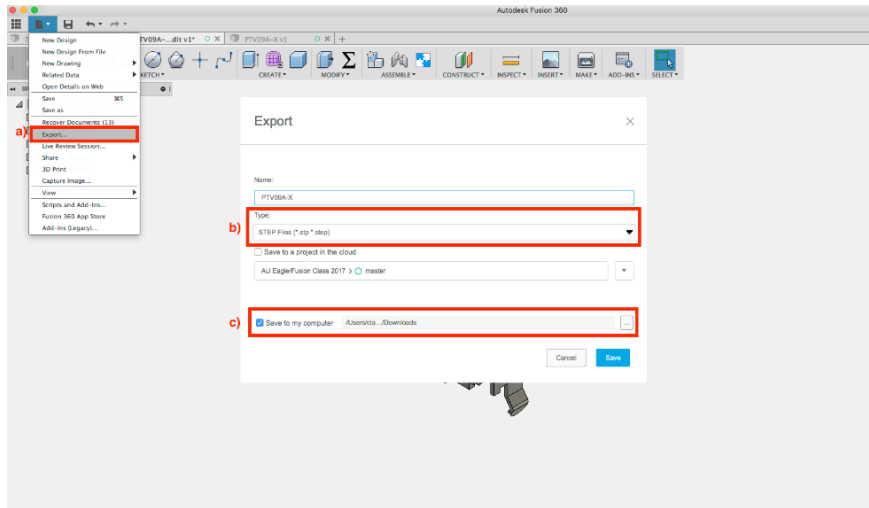 Autodesk Fusion 360
TV09A-...dit v1*
PTV09A-X v1
New Design
New Design From File
New Drawing
Related Data
Open Details on Web
Save ⌘S
Save as
Recover Documents (13)
a)
Export...
Live Review Session...
Share
3D Print
Capture Image...
View
Scripts and Add-Ins...
Fusion 360 App Store
Add-Ins (Legacy)...
KETCH
CREATE
MODIFY
ASSEMBLE
CONSTRUCT
INSPECT
INSERT
MAKE
ADD-INS
SELECT
Export
Name:
PTV09A-X
Type:
b)
STEP Files (*.stp *.step)
Save to a project in the cloud
AU Eagle/Fusion Class 2017 > master
c)
Save to my computer /Users/cla.../Downloads
...
Cancel Save